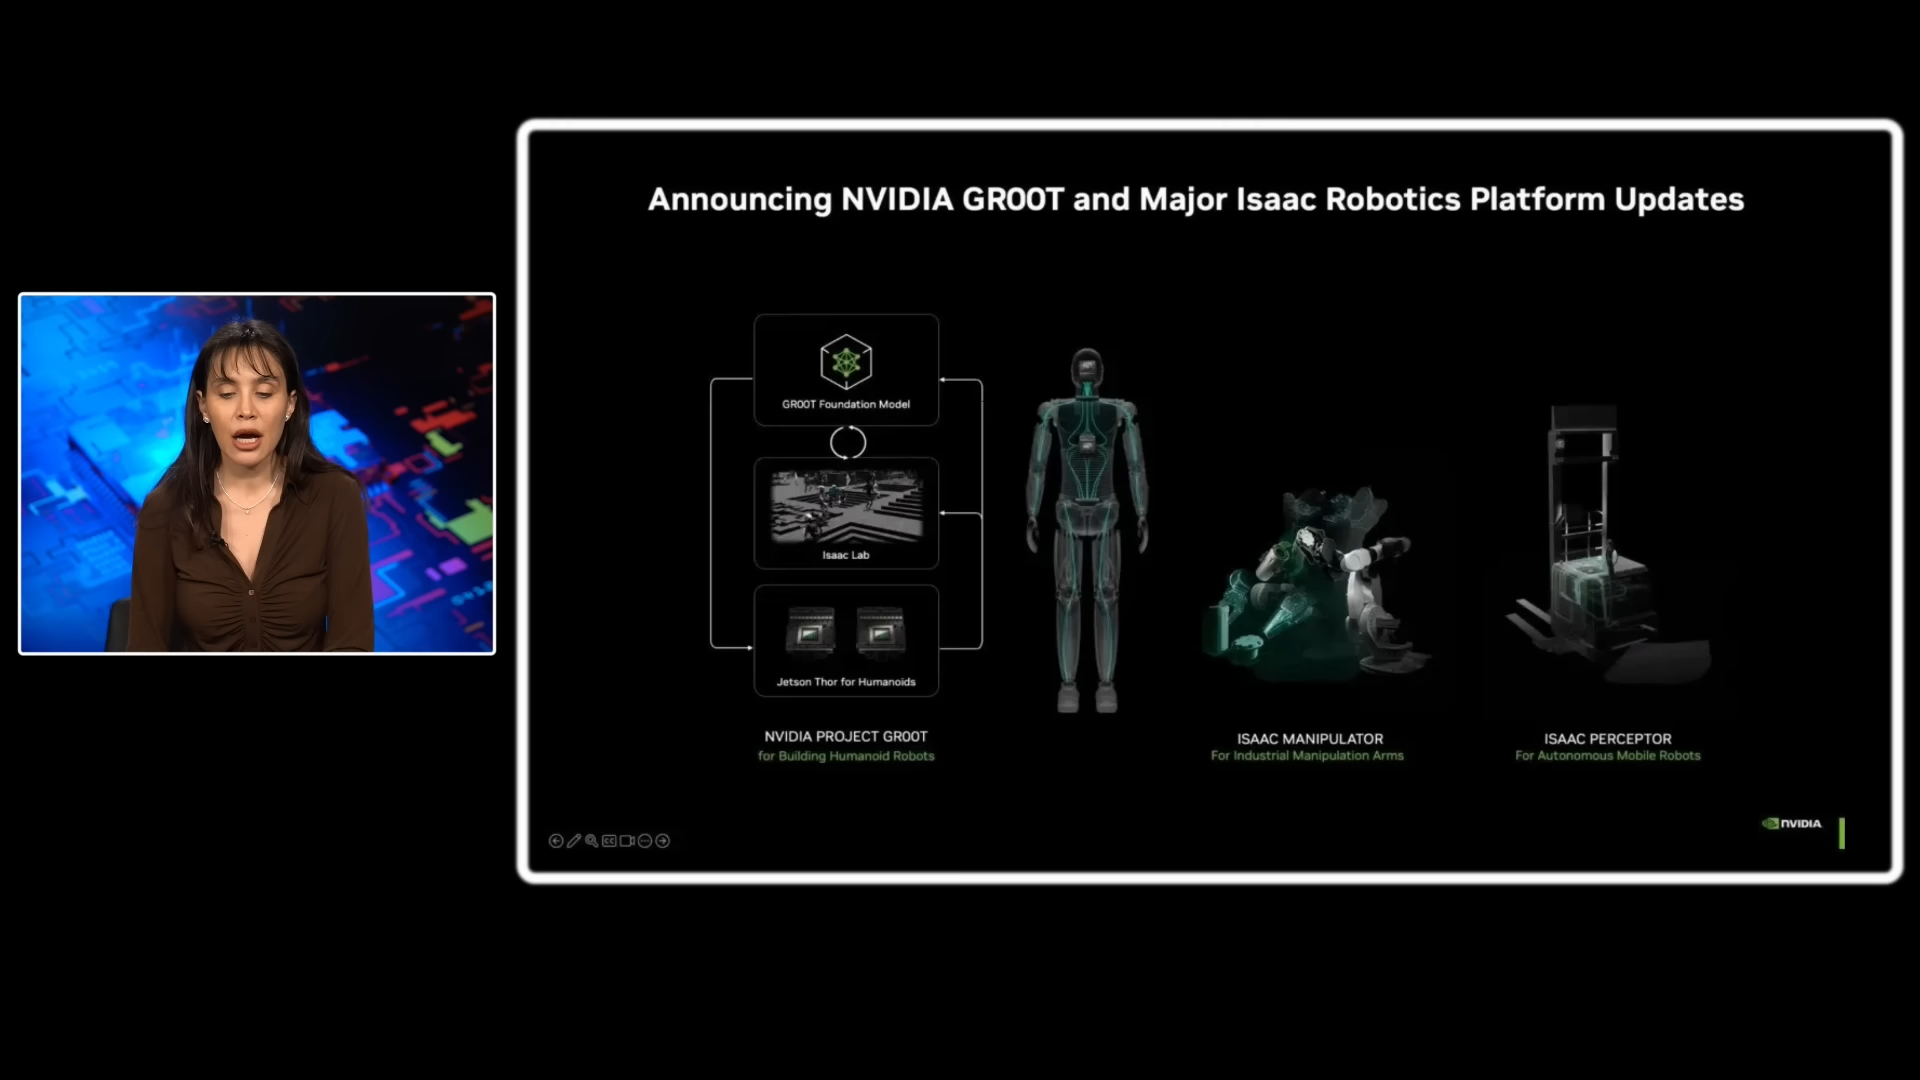 Announcing NVIDIA GR00T and Major Isaac Robotics Platform Updates
GR00T Foundation Model
Isaac Lab
Jetson Thor for Humanoids
NVIDIA PROJECT GR00T
for Building Humanoid Robots
ISAAC MANIPULATOR
For Industrial Manipulation Arms
ISAAC PERCEPTOR
For Autonomous Mobile Robots
CC
NVIDIA